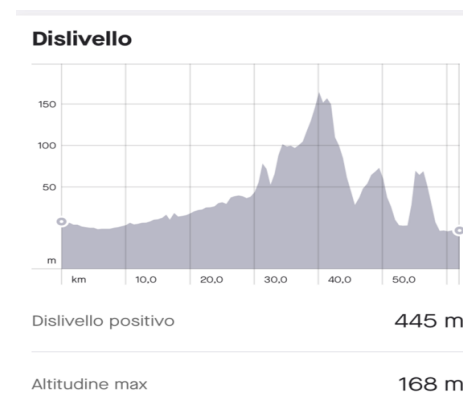 Dislivello
150
100
50
m
km 10,0 20,0 30,0 40,0 50,0
Dislivello positivo 445 m
Altitudine max 168 m